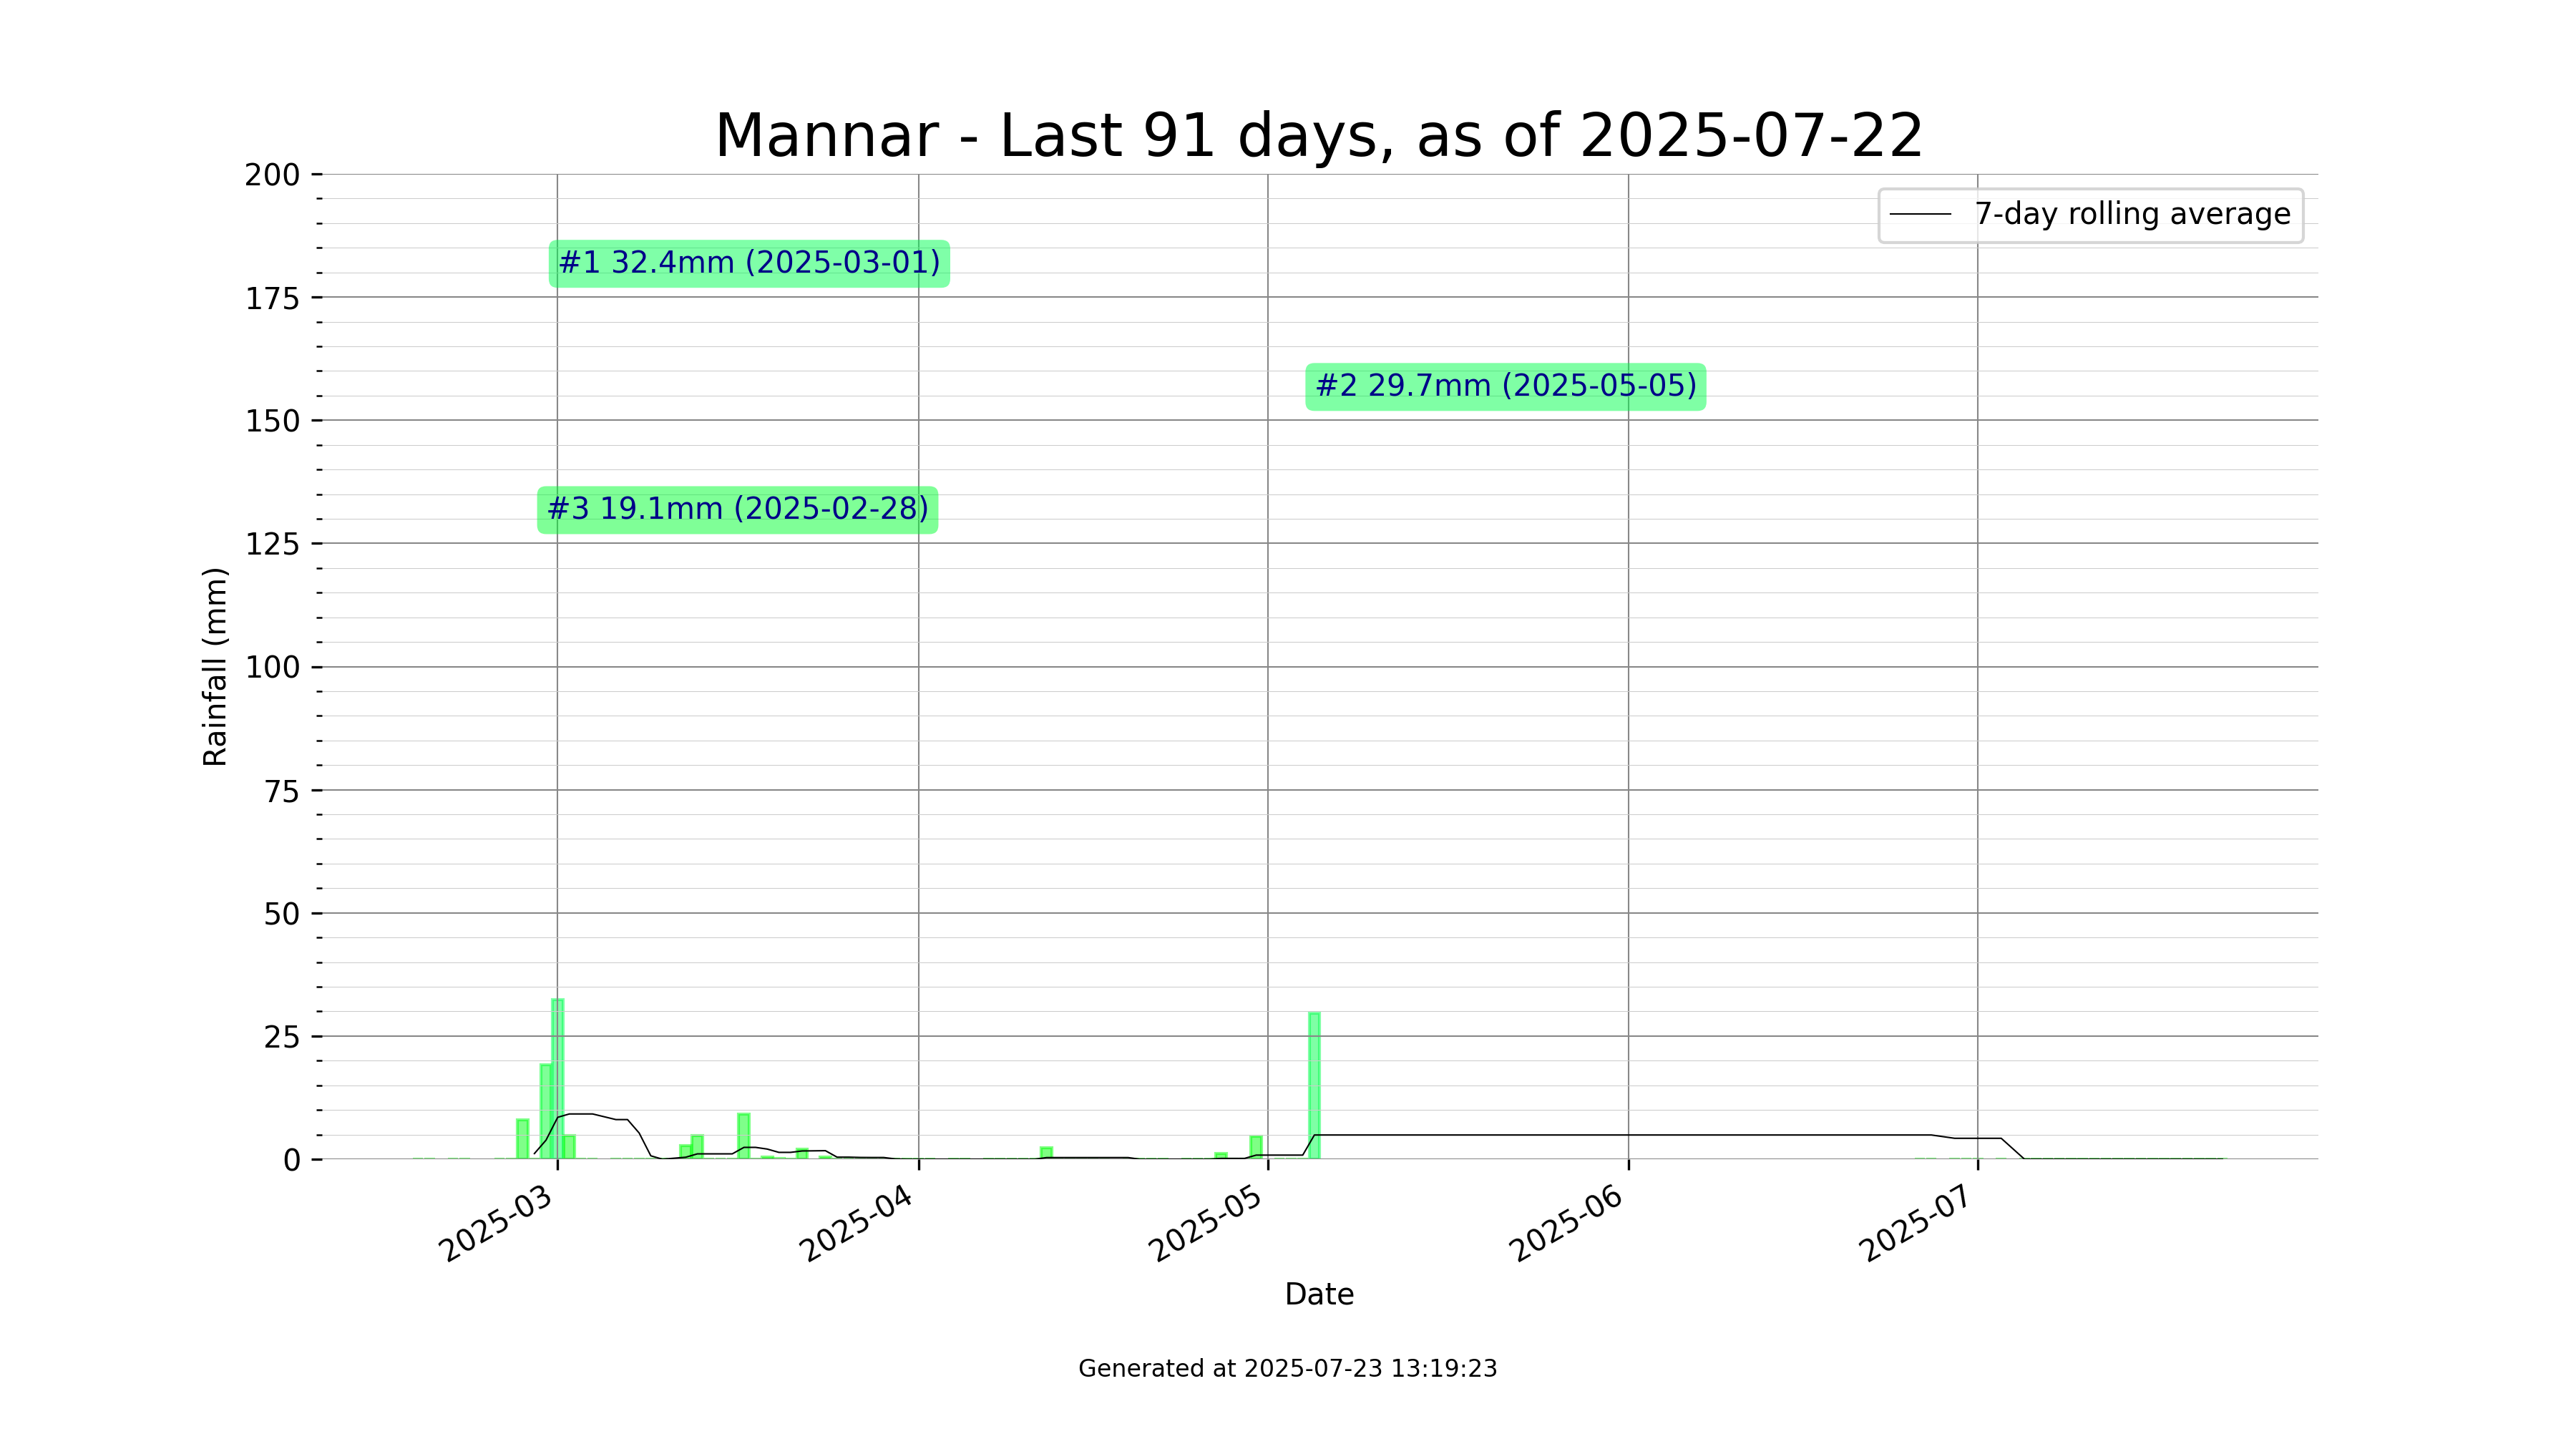 Mannar - Last 91 days, as of 2025-07-22
7-day rolling average
#1 32.4mm (2025-03-01)
#2 29.7mm (2025-05-05)
#3 19.1mm (2025-02-28)
Rainfall (mm)
200
175
150
125
100
75
50
25
0
2025-03
2025-04
2025-05
2025-06
2025-07
Date
Generated at 2025-07-23 13:19:23